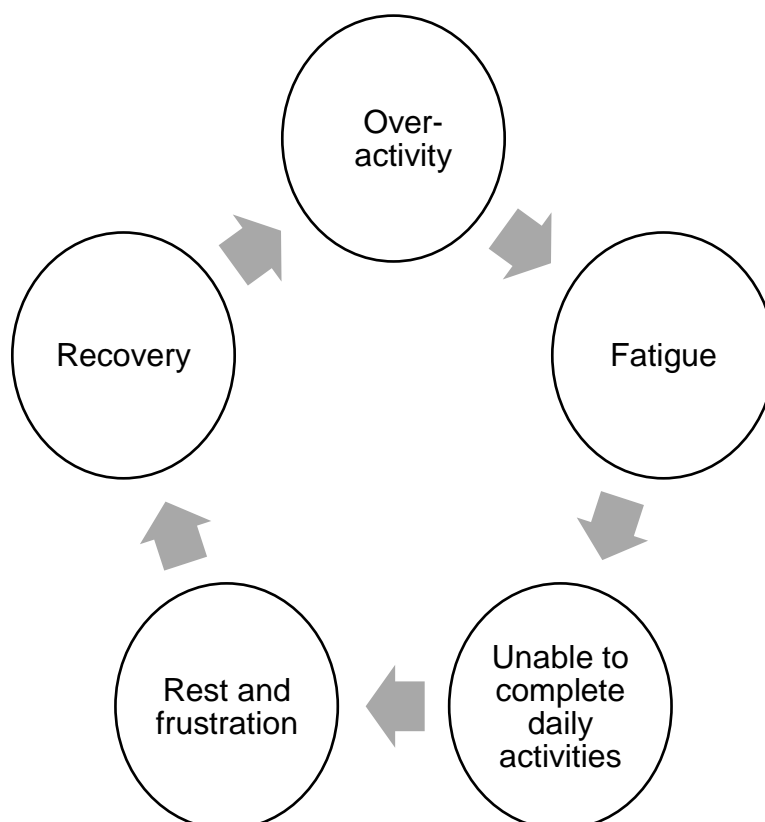 Over-
activity
Fatigue
Unable to
complete
daily
activities
Rest and
frustration
Recovery